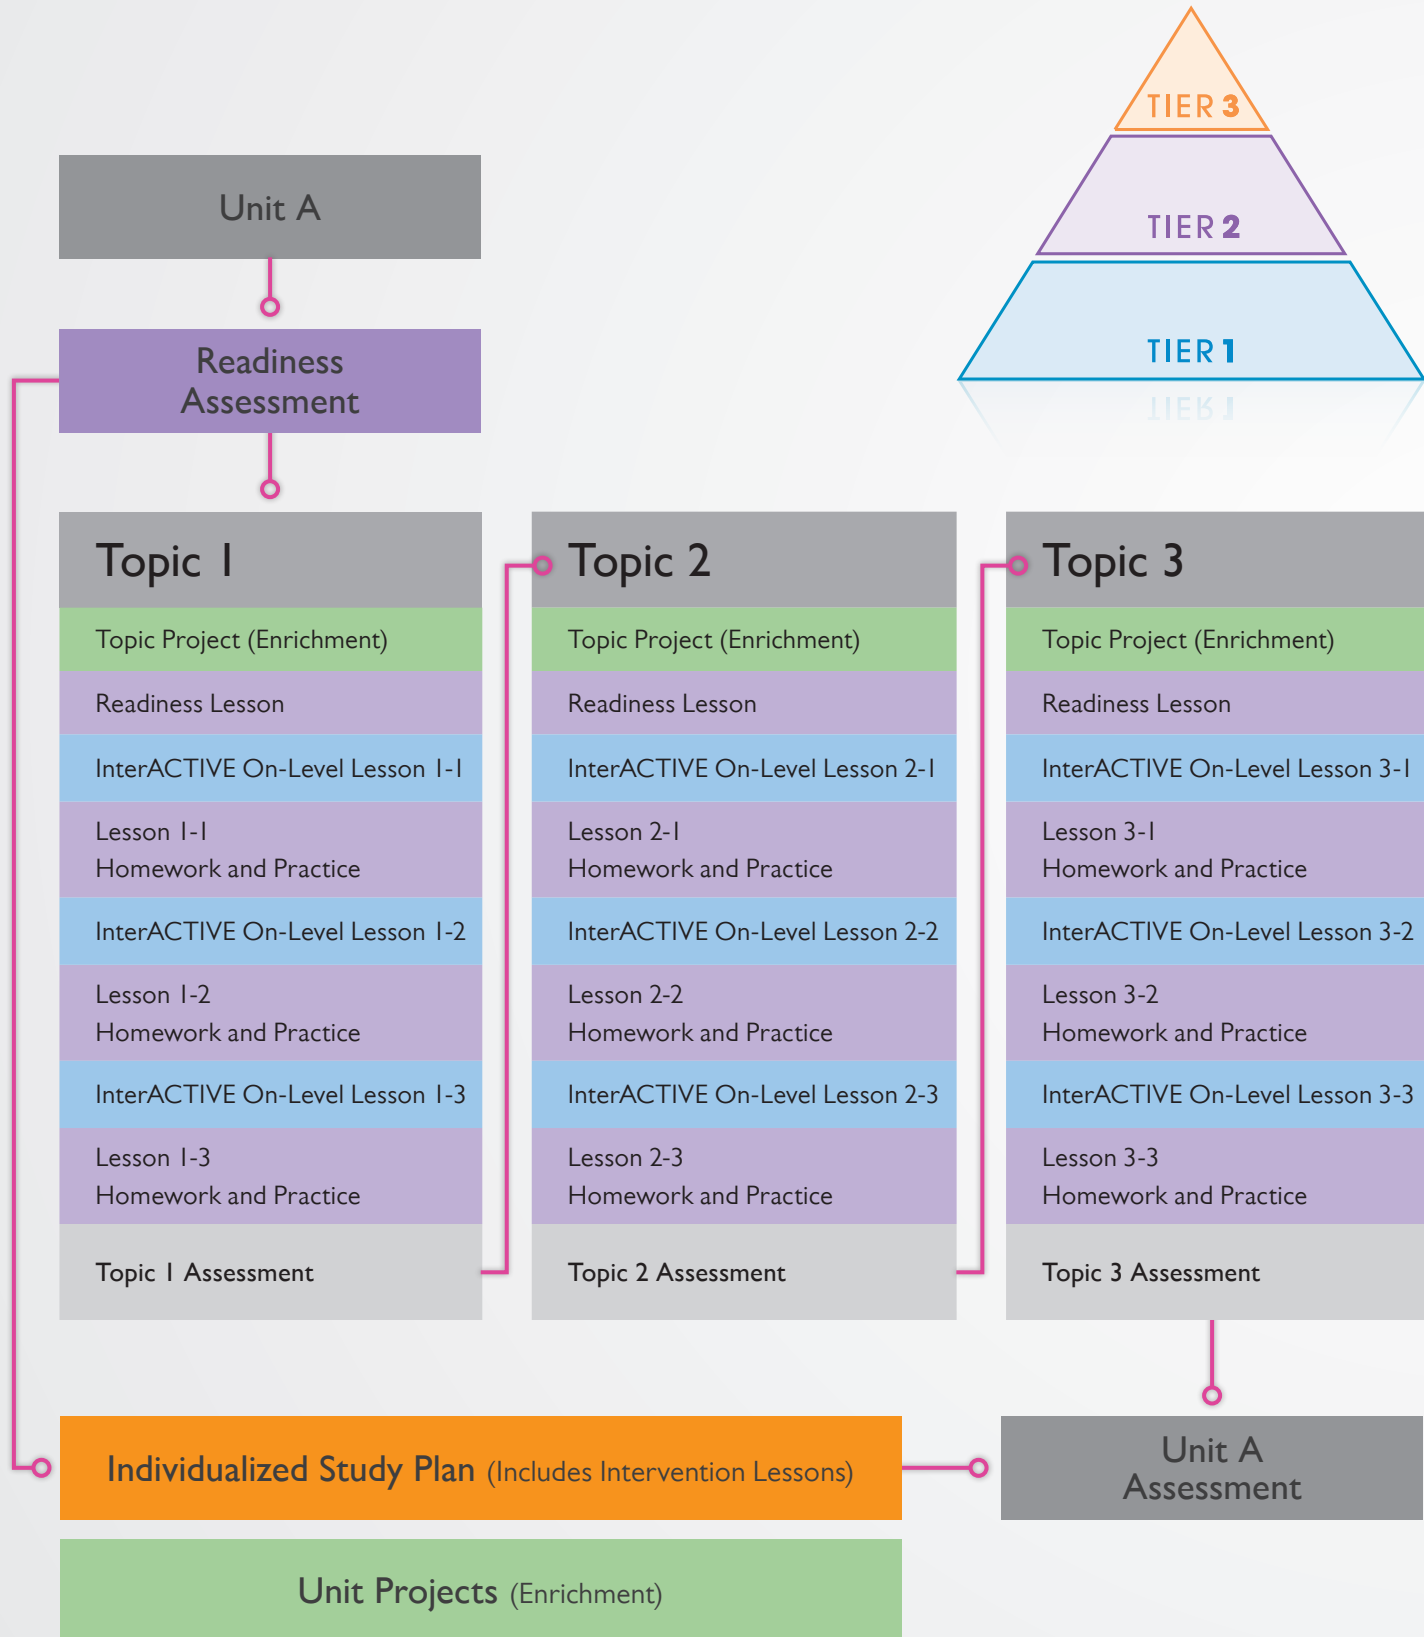 TIER 3
TIER 2
TIER 1
Unit A
Readiness
Assessment
Topic 1
Topic Project (Enrichment)
Readiness Lesson
InterACTIVE On-Level Lesson 1-1
Lesson 1-1
Homework and Practice
InterACTIVE On-Level Lesson 1-2
Lesson 1-2
Homework and Practice
InterACTIVE On-Level Lesson 1-3
Lesson 1-3
Homework and Practice
Topic 1 Assessment
Topic 2
Topic Project (Enrichment)
Readiness Lesson
InterACTIVE On-Level Lesson 2-1
Lesson 2-1
Homework and Practice
InterACTIVE On-Level Lesson 2-2
Lesson 2-2
Homework and Practice
InterACTIVE On-Level Lesson 2-3
Lesson 2-3
Homework and Practice
Topic 2 Assessment
Topic 3
Topic Project (Enrichment)
Readiness Lesson
InterACTIVE On-Level Lesson 3-1
Lesson 3-1
Homework and Practice
InterACTIVE On-Level Lesson 3-2
Lesson 3-2
Homework and Practice
InterACTIVE On-Level Lesson 3-3
Lesson 3-3
Homework and Practice
Topic 3 Assessment
Individualized Study Plan (Includes Intervention Lessons)
Unit A
Assessment
Unit Projects (Enrichment)